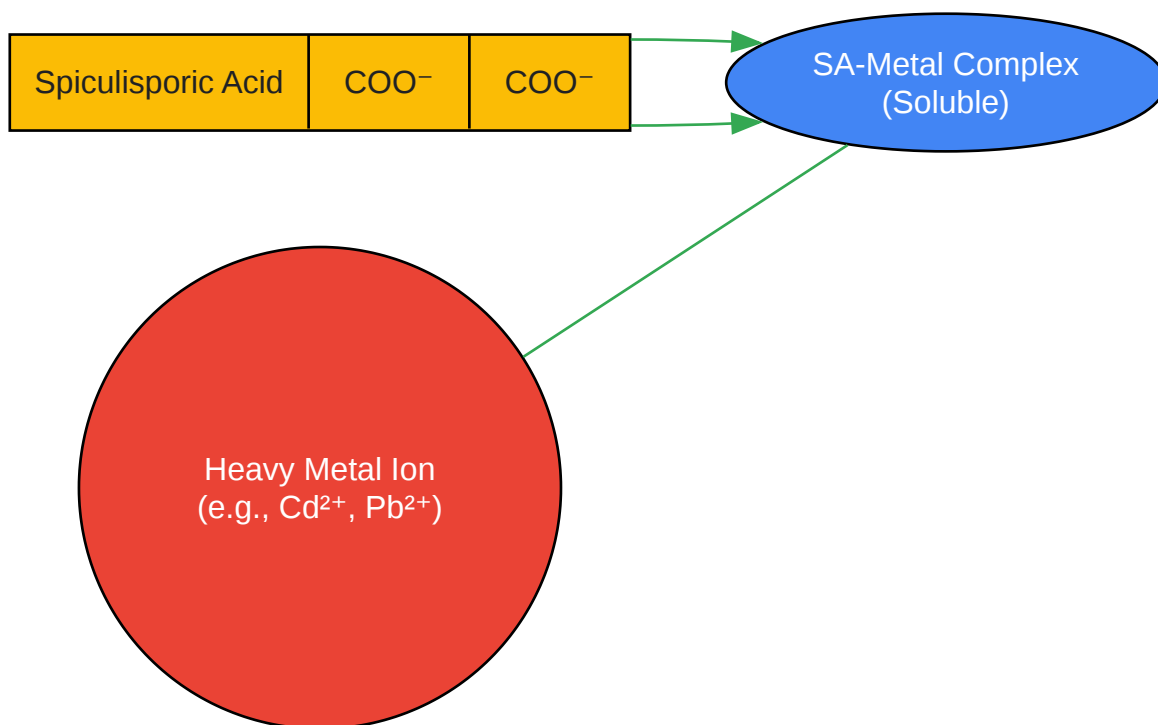 Spiculisporic Acid
COO⁻
COO⁻
SA-Metal Complex
(Soluble)
Heavy Metal Ion
(e.g., Cd²⁺, Pb²⁺)